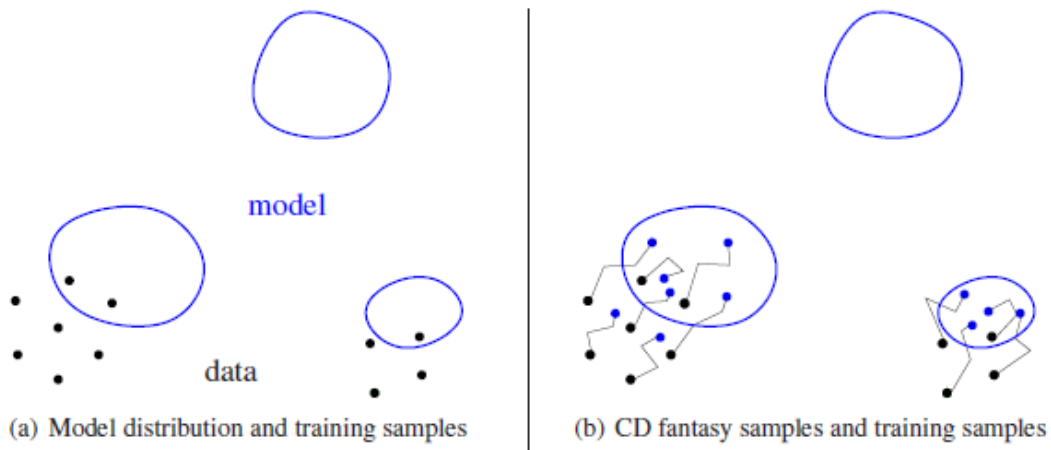 model
data
(a) Model distribution and training samples
(b) CD fantasy samples and training samples